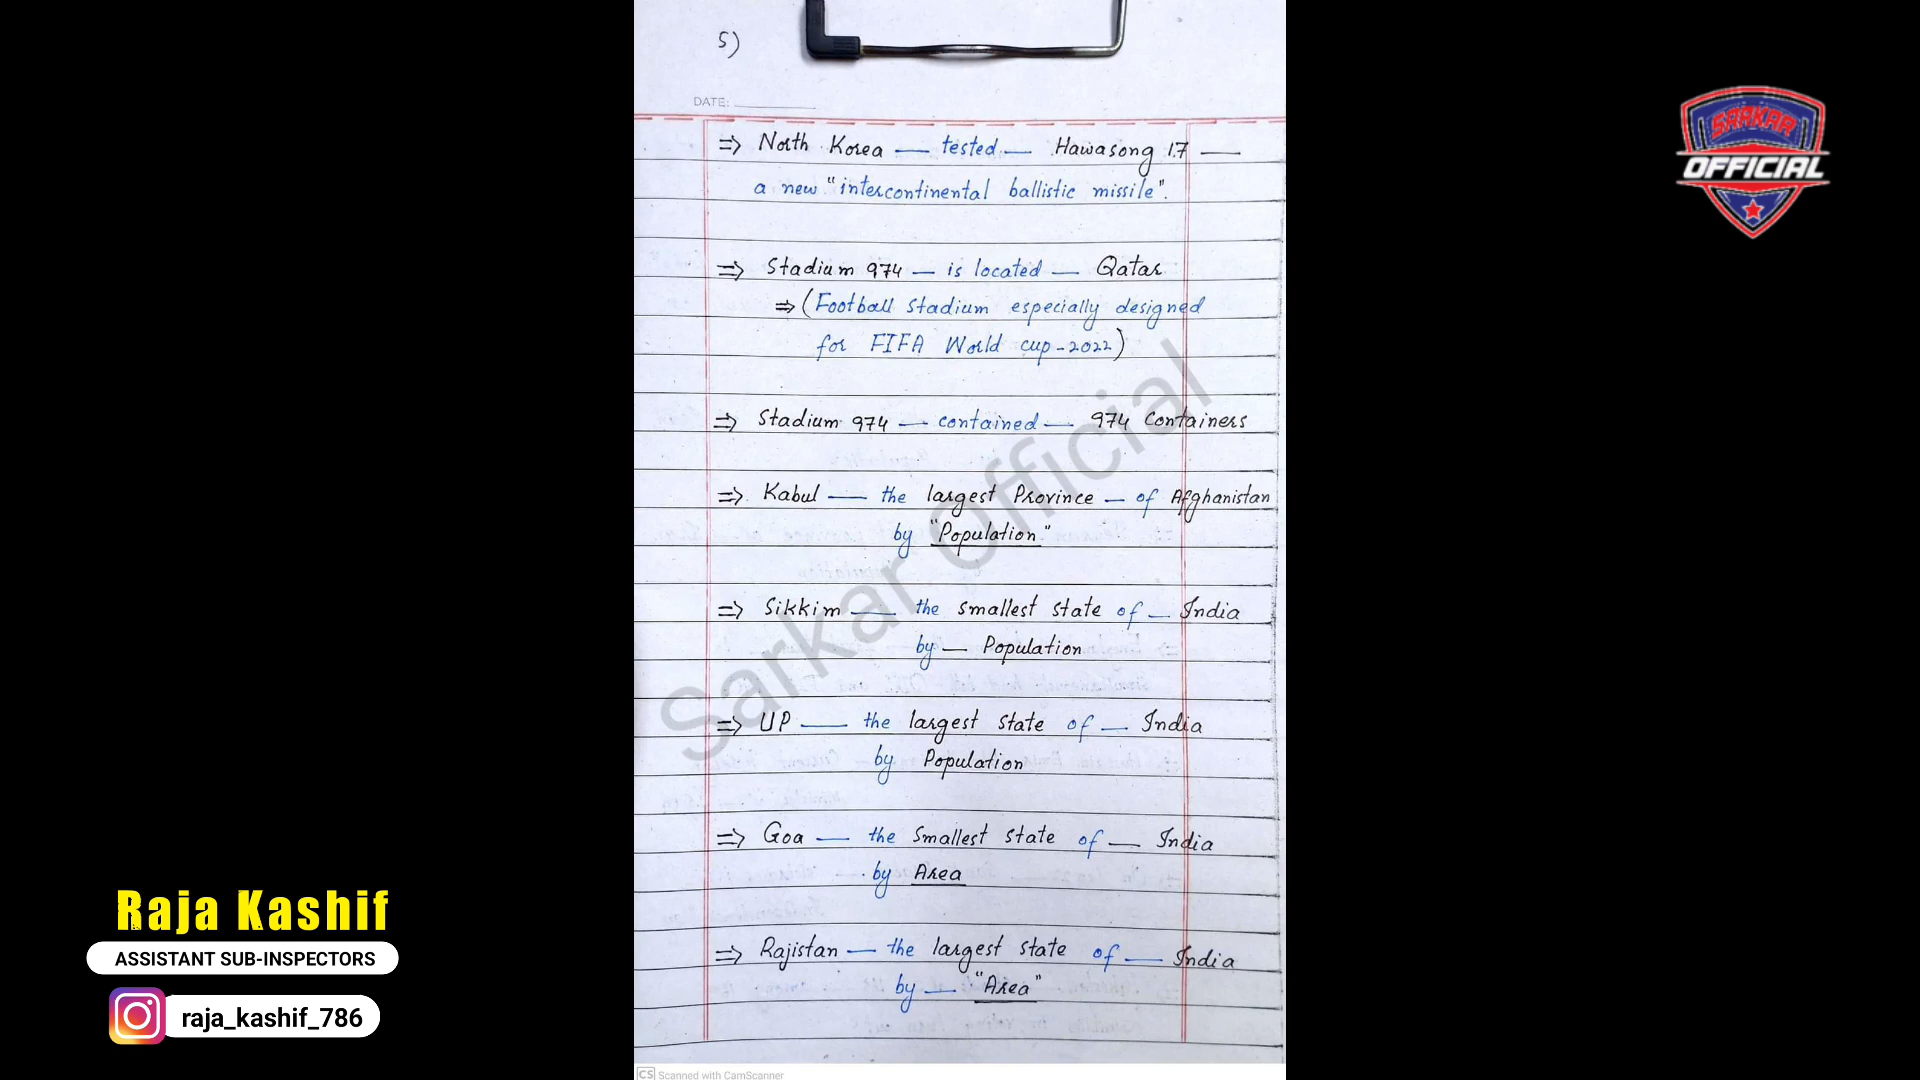 5)
DATE:
⇒ North Korea — tested — Hawasong 17 —
a new "intercontinental ballistic missile".
⇒ Stadium 974 — is located — Qatar
⇒ (Football stadium especially designed
for FIFA World cup-2022)
⇒ Stadium 974 — contained — 974 Containers
⇒ Kabul — the largest Province — of Afghanistan
by "Population"
⇒ Sikkim — the smallest state of — India
by — Population
⇒ UP — the largest state of — India
by Population
⇒ Goa — the smallest state of — India
by Area
⇒ Rajistan — the largest state of — India
by — "Area"
Sarkar Official
CS Scanned with CamScanner
SARKAR
OFFICIAL
Raja Kashif
ASSISTANT SUB-INSPECTORS
raja_kashif_786